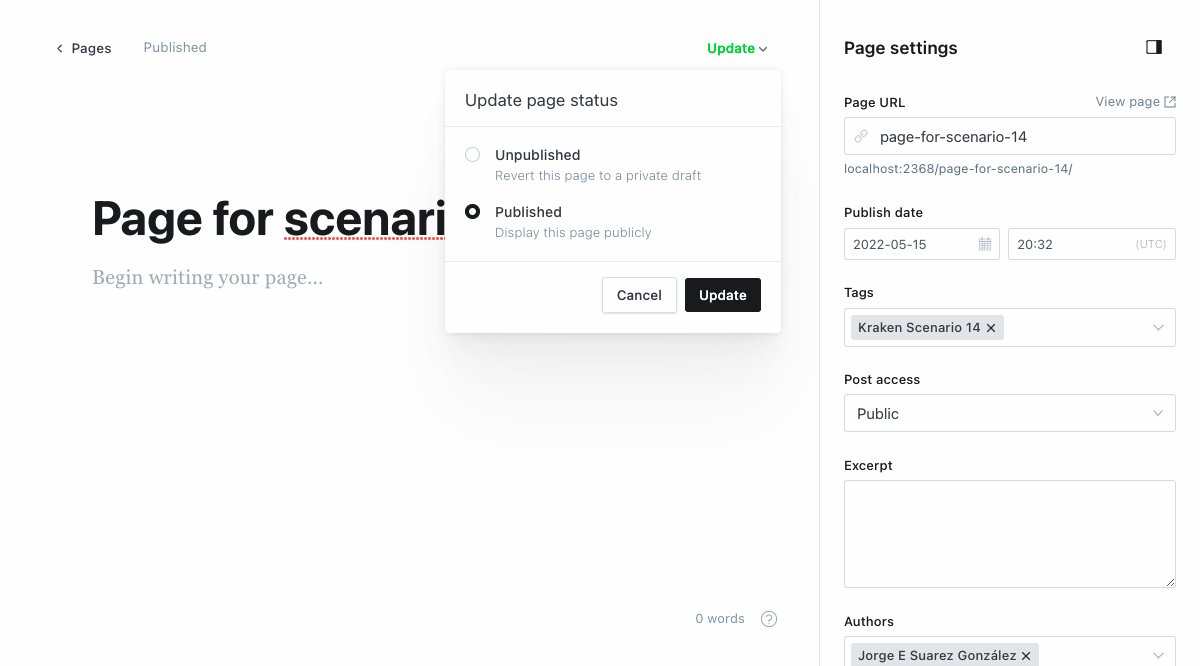 Pages
Published
Update
Update page status
Unpublished
Revert this page to a private draft
Published
Display this page publicly
Cancel
Update
Page for scenari
Begin writing your page...
0 words
?
Page settings
Page URL
View page
page-for-scenario-14
localhost:2368/page-for-scenario-14/
Publish date
2022-05-15
20:32
(UTC)
Tags
Kraken Scenario 14
Post access
Public
Excerpt
Authors
Jorge E Suarez González